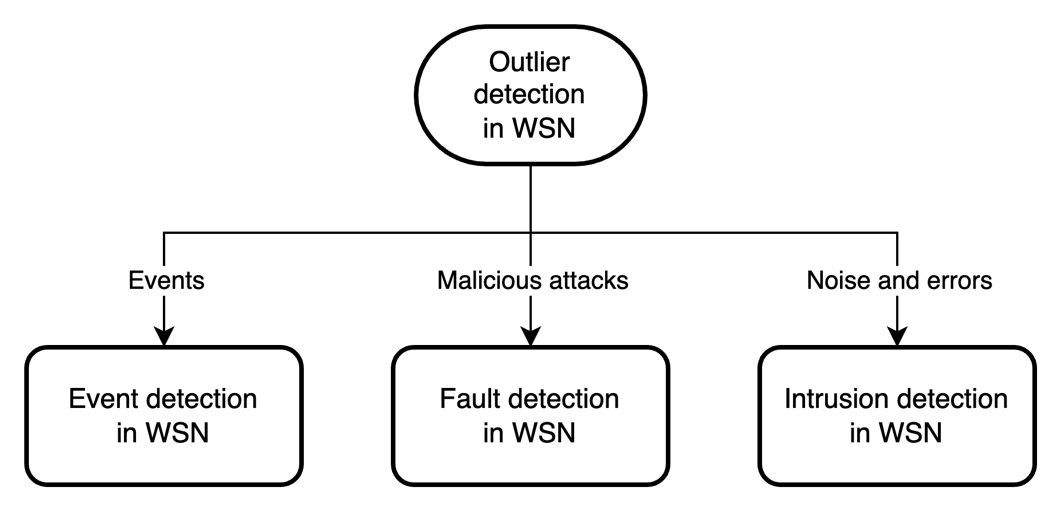 Outlier
detection
in WSN
Events
Malicious attacks
Noise and errors
Event detection
in WSN
Fault detection
in WSN
Intrusion detection
in WSN